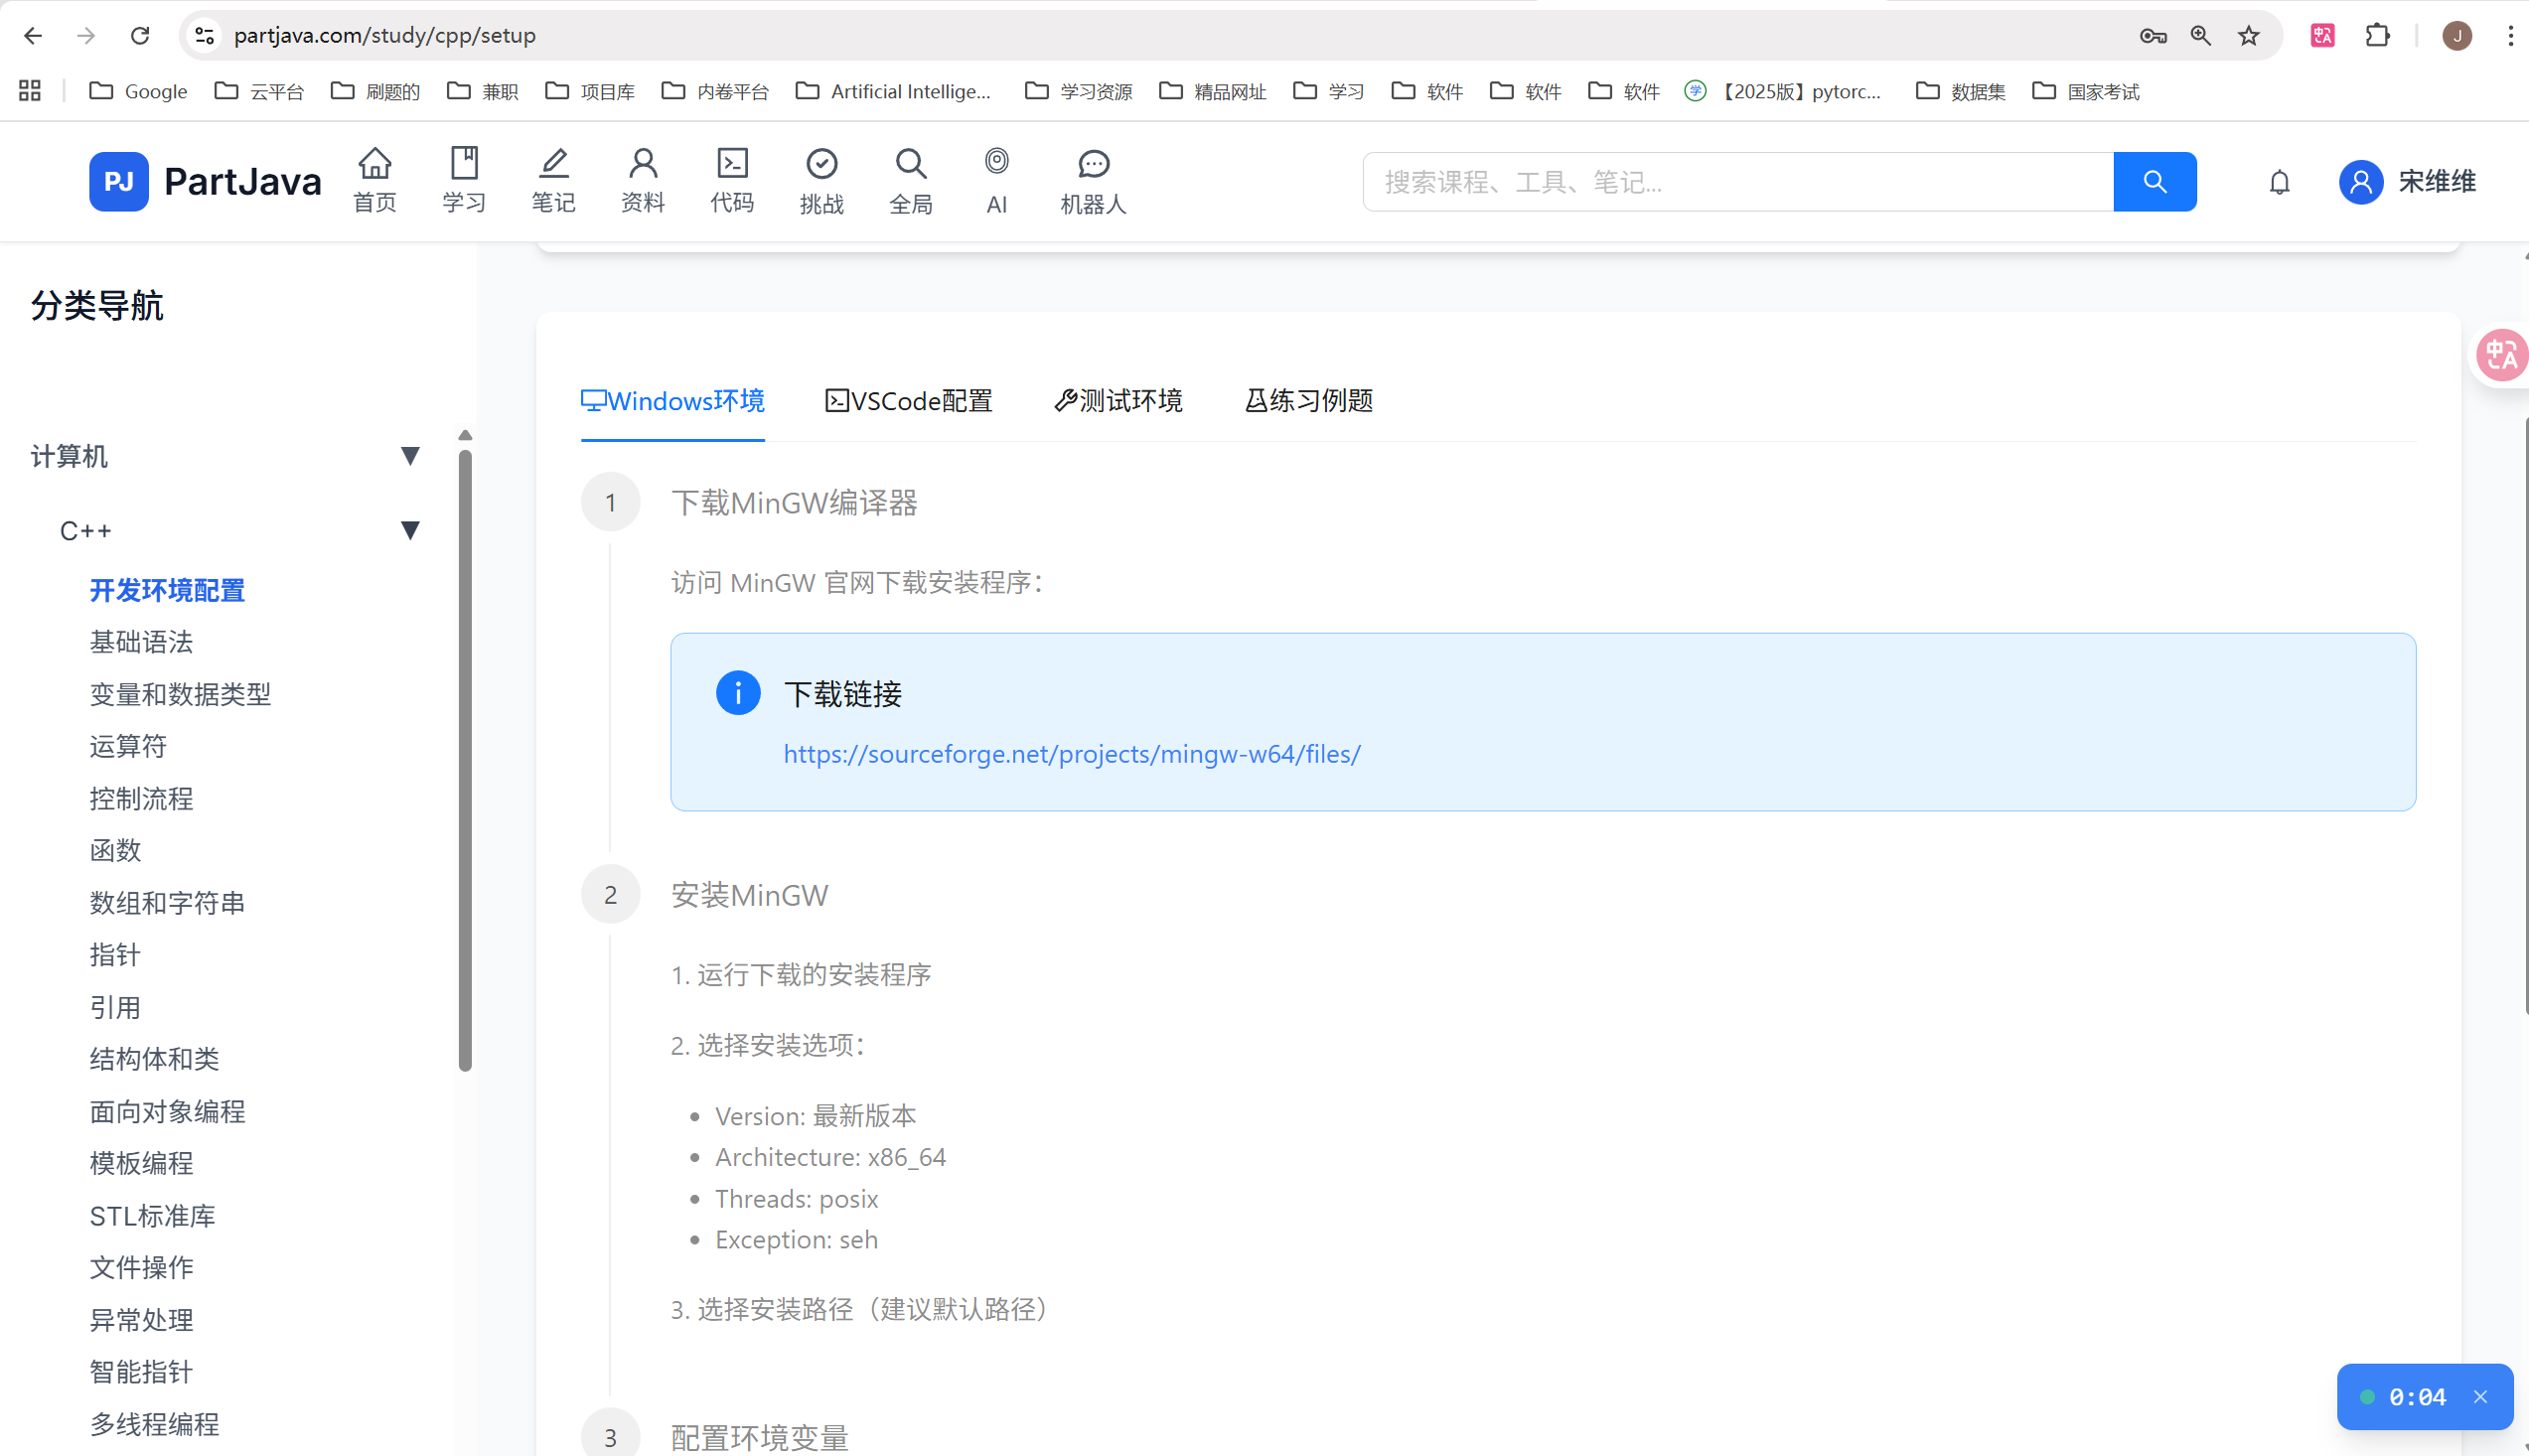 partjava.com/study/cpp/setup
J
Google
云平台
刷题的
兼职
项目库
内卷平台
Artificial Intellige...
学习资源
精品网址
学习
软件
软件
软件
【2025版】pytorc...
数据集
国家考试
PJ PartJava
首页
学习
笔记
资料
代码
挑战
全局
AI
机器人
搜索课程、工具、笔记...
宋维维
分类导航
计算机
C++
开发环境配置
基础语法
变量和数据类型
运算符
控制流程
函数
数组和字符串
指针
引用
结构体和类
面向对象编程
模板编程
STL标准库
文件操作
异常处理
智能指针
多线程编程
Windows环境
VSCode配置
测试环境
练习例题
1 下载MinGW编译器
访问 MinGW 官网下载安装程序：
下载链接
https://sourceforge.net/projects/mingw-w64/files/
2 安装MinGW
1. 运行下载的安装程序
2. 选择安装选项：
• Version: 最新版本
• Architecture: x86_64
• Threads: posix
• Exception: seh
3. 选择安装路径（建议默认路径）
3 配置环境变量
0:04